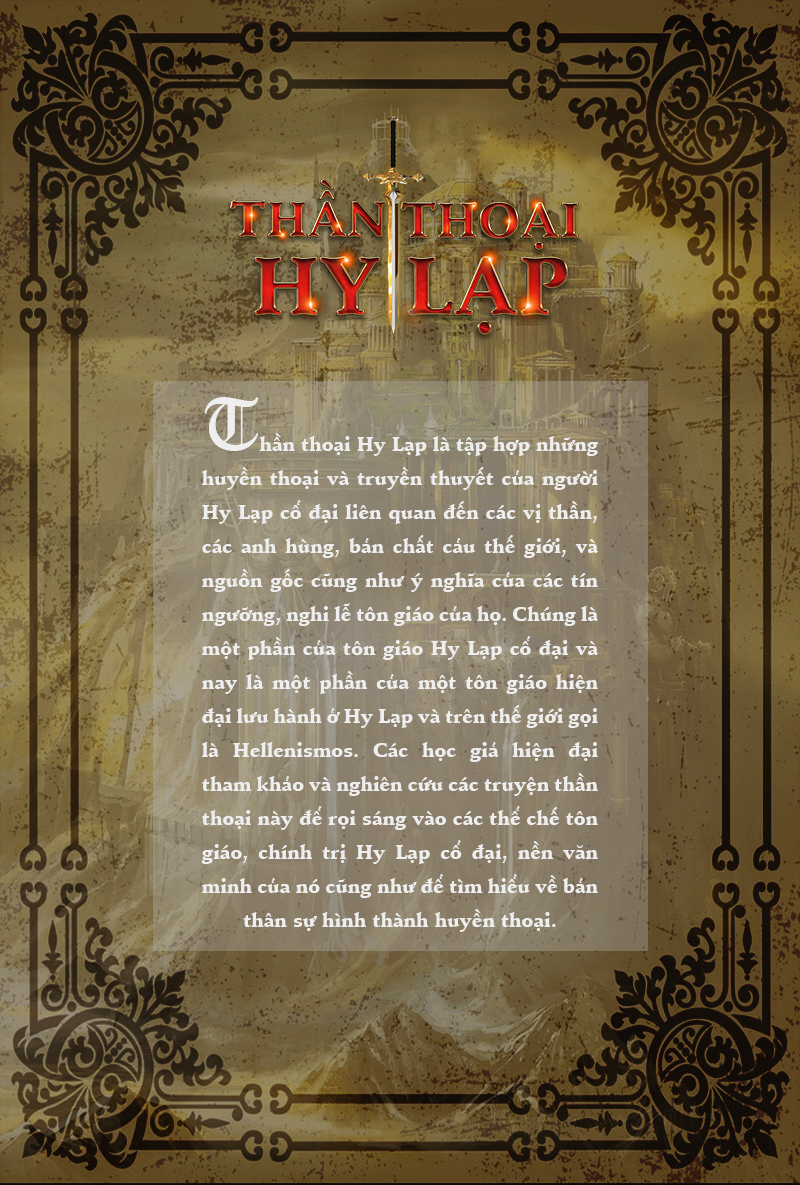 THẦN THOẠI
HY LẠP
Thần thoại Hy Lạp là tập hợp những
huyền thoại và truyền thuyết của người
Hy Lạp cổ đại liên quan đến các vị thần,
các anh hùng, bản chất cảu thế giới, và
nguồn gốc cũng như ý nghĩa của các tín
ngưỡng, nghi lễ tôn giáo của họ. Chúng là
một phần của tôn giáo Hy Lạp cổ đại và
nay là một phần của một tôn giáo hiện
đại lưu hành ở Hy Lạp và trên thế giới gọi
là Hellenismos. Các học giả hiện đại
tham khảo và nghiên cứu các truyện thần
thoại này để rọi sáng vào các thể chế tôn
giáo, chính trị Hy Lạp cổ đại, nền văn
minh của nó cũng như để tìm hiểu về bản
thân sự hình thành huyền thoại.